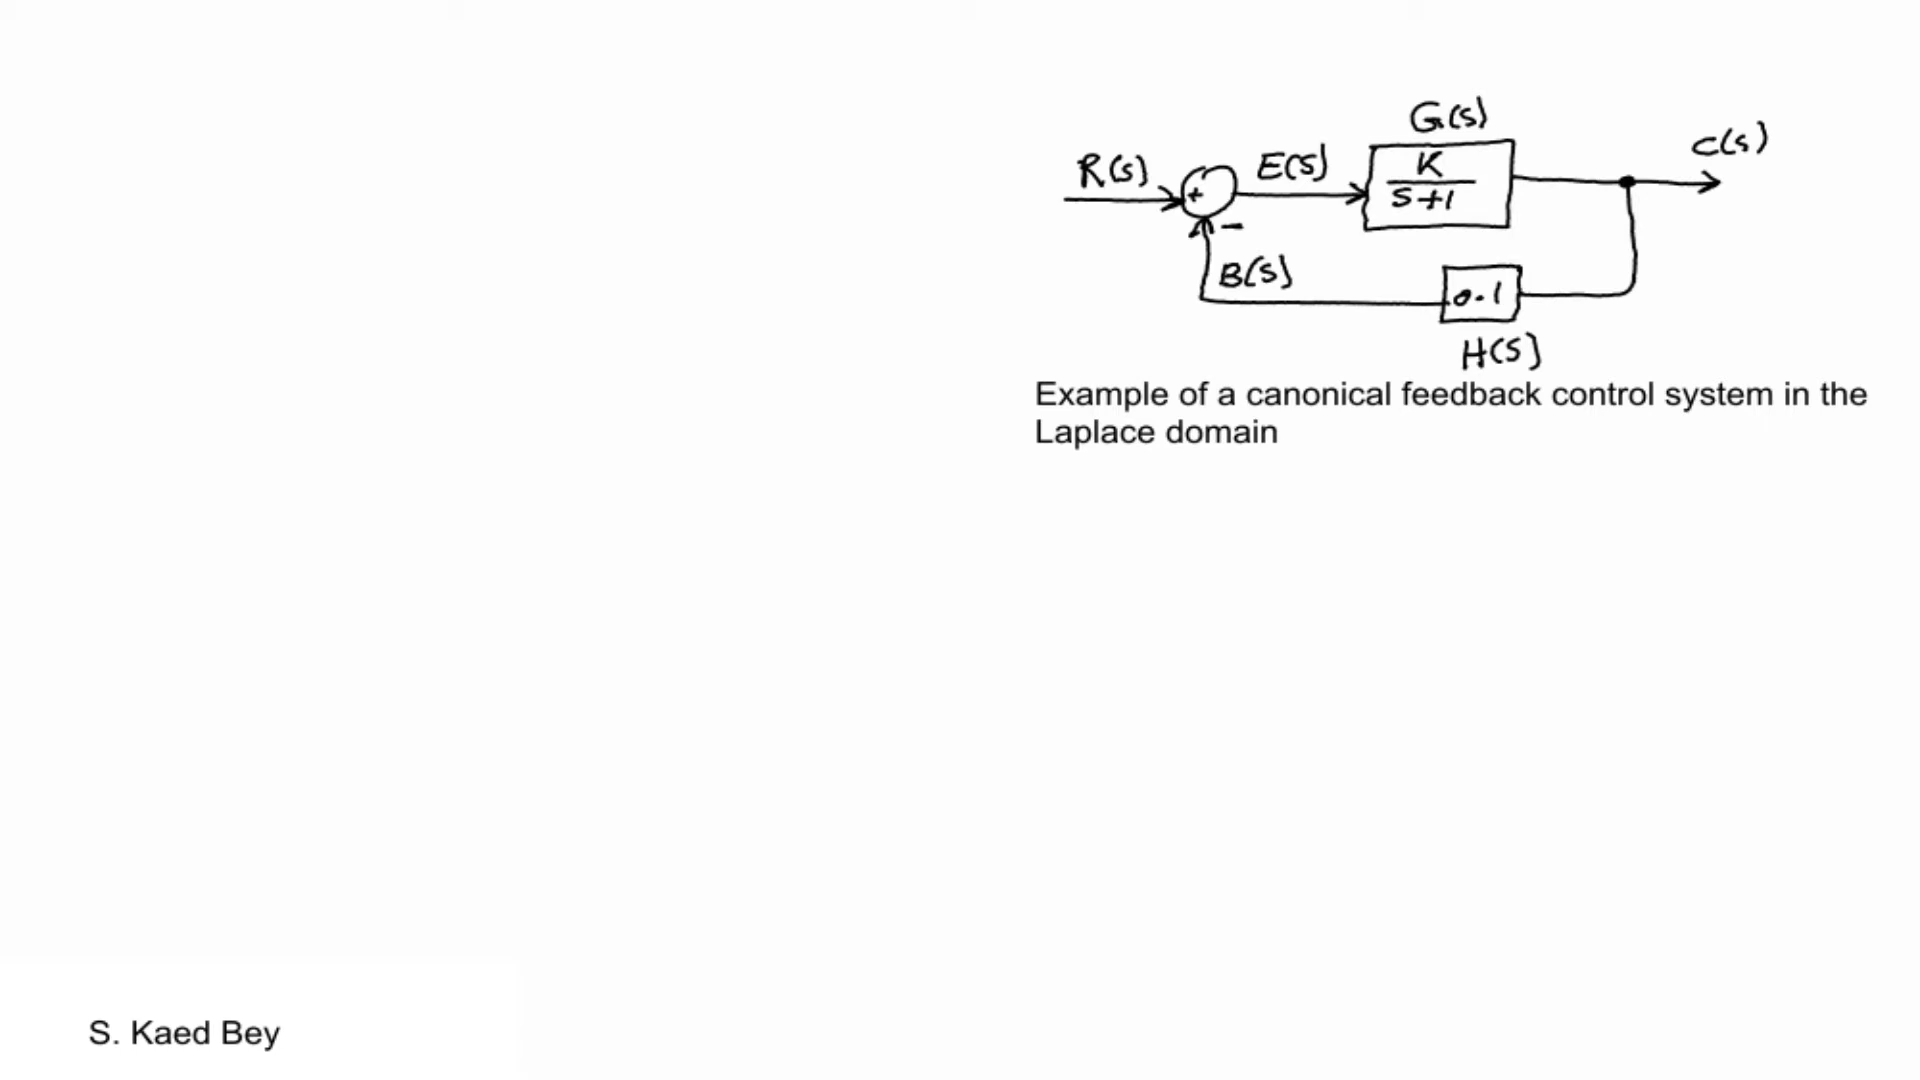 G(s)
R(s) + E(s) K C(s)
s+1
-
B(s) 0.1
H(s)
Example of a canonical feedback control system in the
Laplace domain
S. Kaed Bey